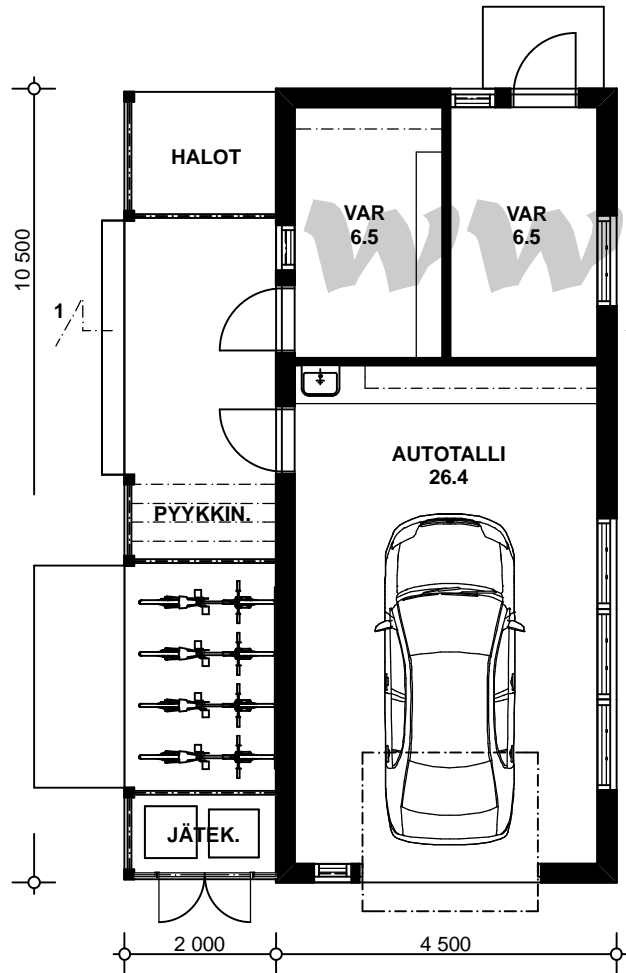 HALOT
VAR
6.5
VAR
6.5
ww
10 500
1
AUTOTALLI
26.4
PYYKKIN.
JÄTEK.
2 000
4 500